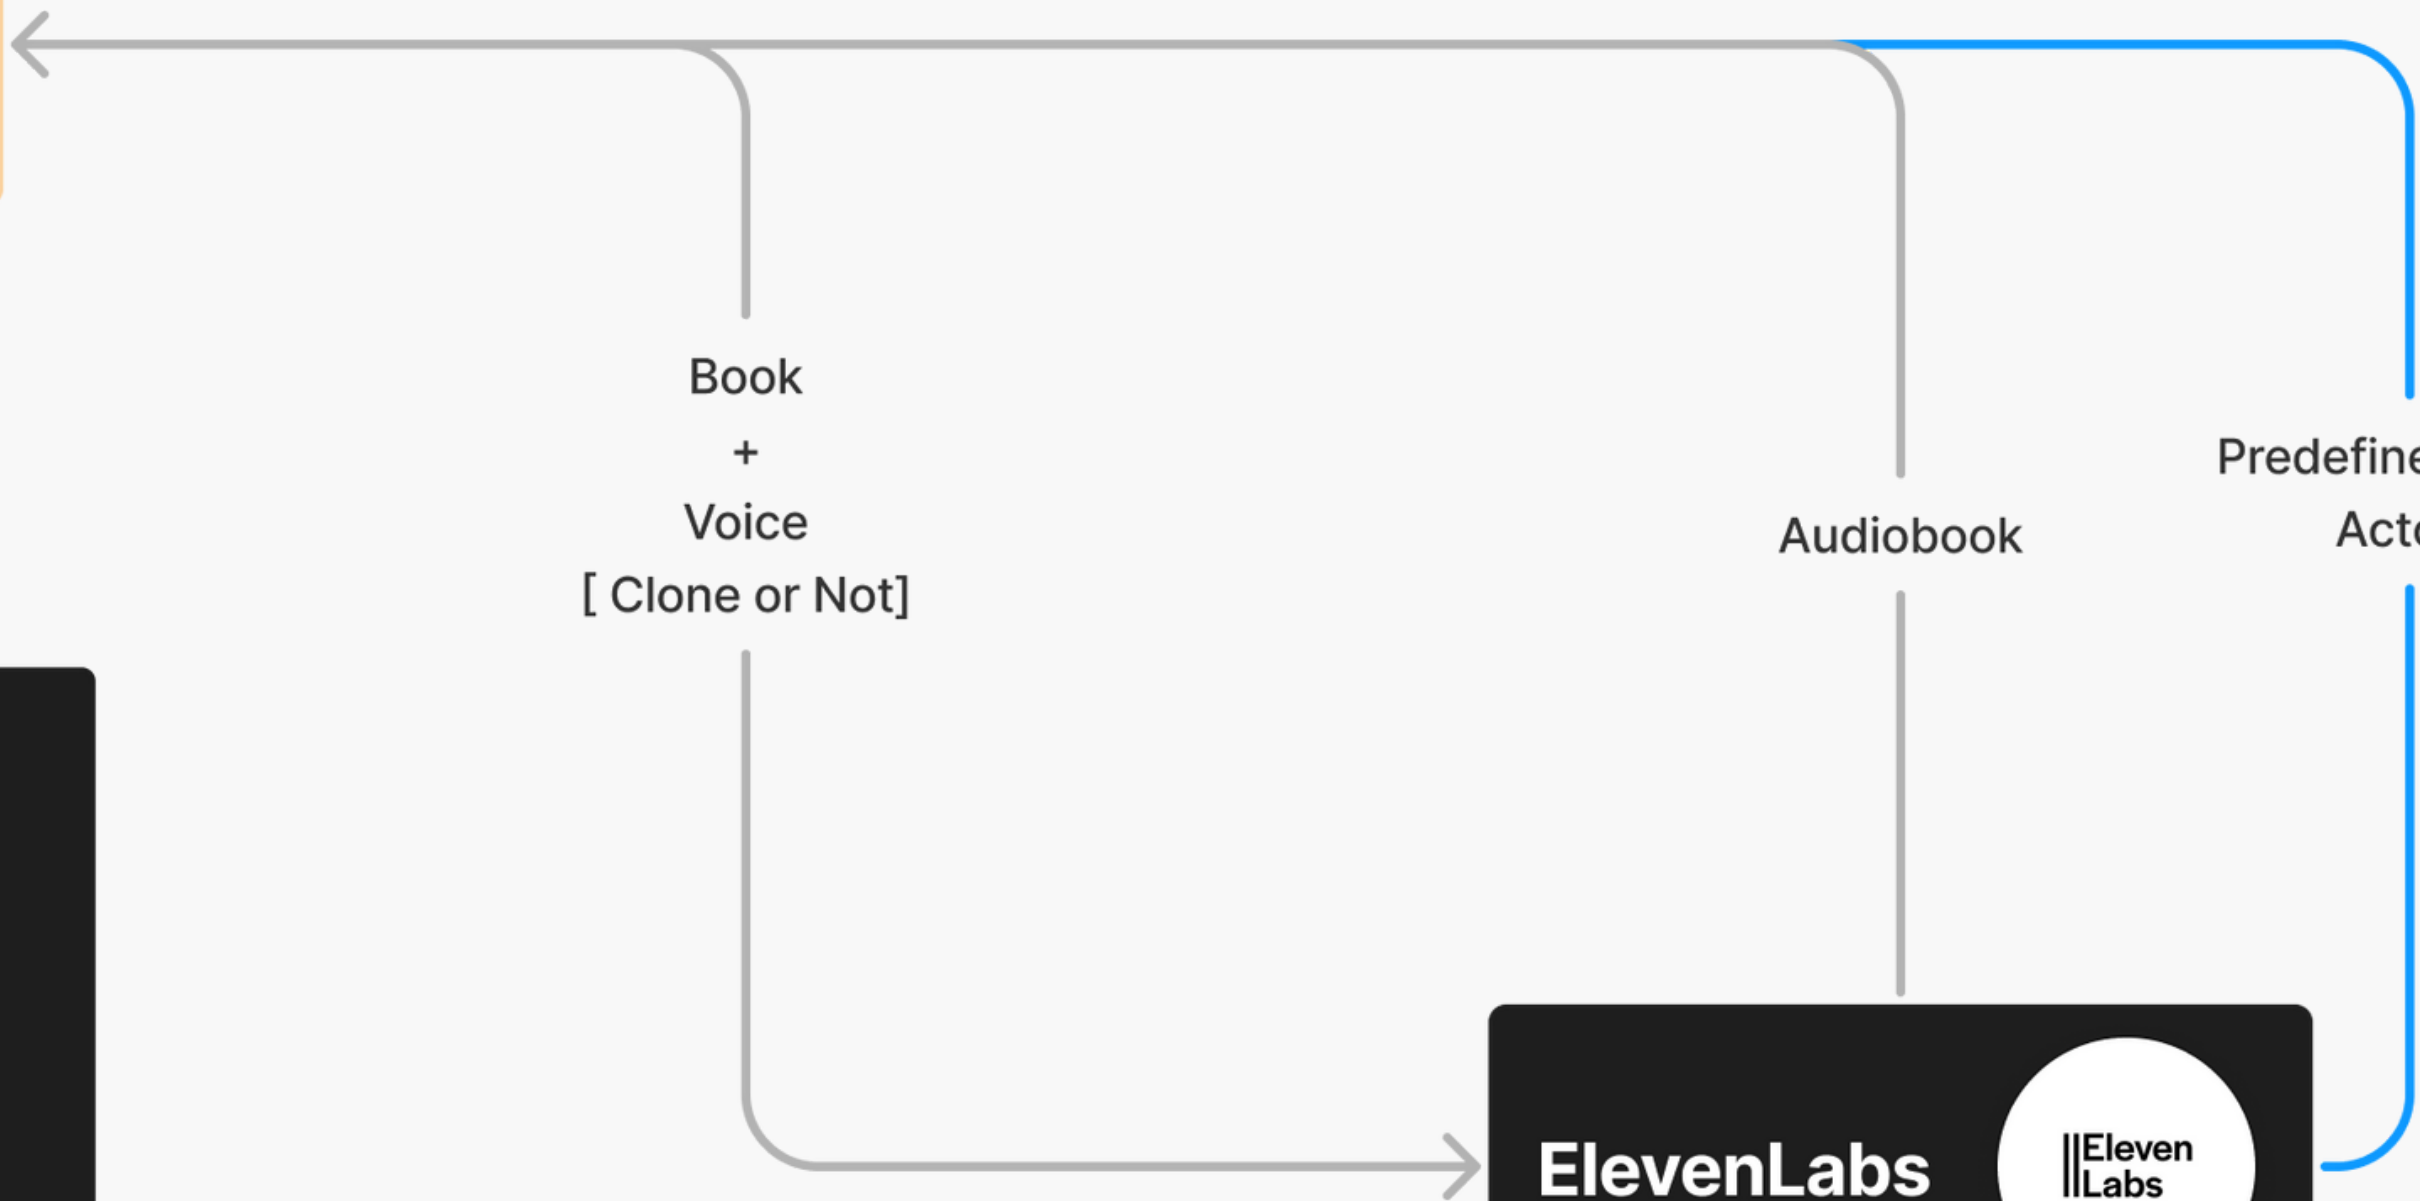 Book
+
Voice
[ Clone or Not]
Audiobook
ElevenLabs
Eleven
Labs